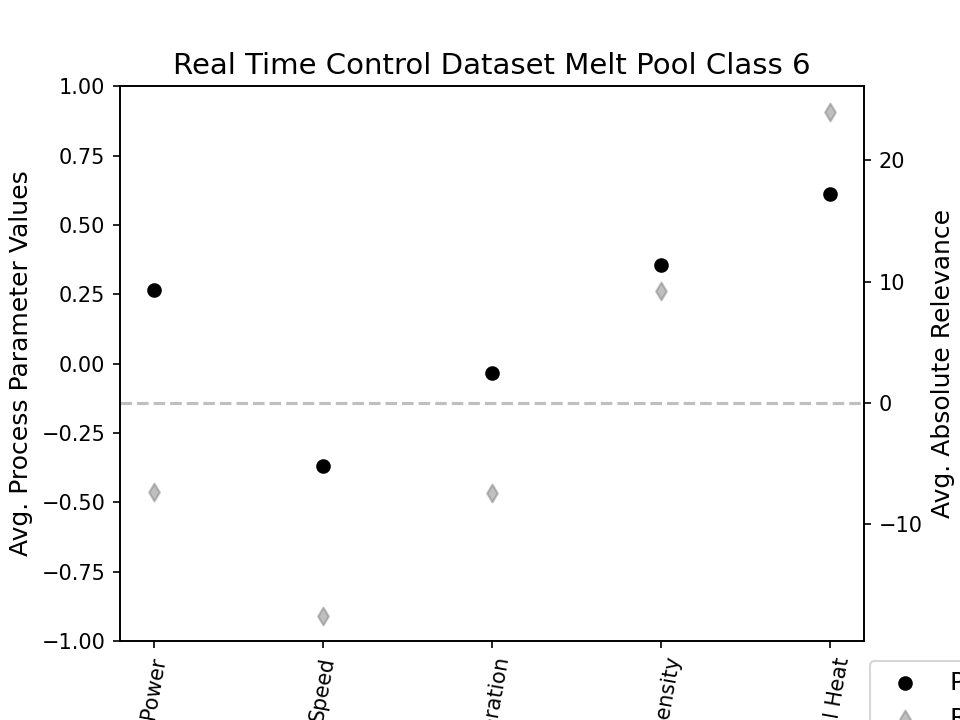 Real Time Control Dataset Melt Pool Class 6
Avg. Process Parameter Values
1.00
0.75
0.50
0.25
0.00
−0.25
−0.50
−0.75
−1.00
20
10
0
−10
Avg. Absolute Relevance
Power
Speed
Heat